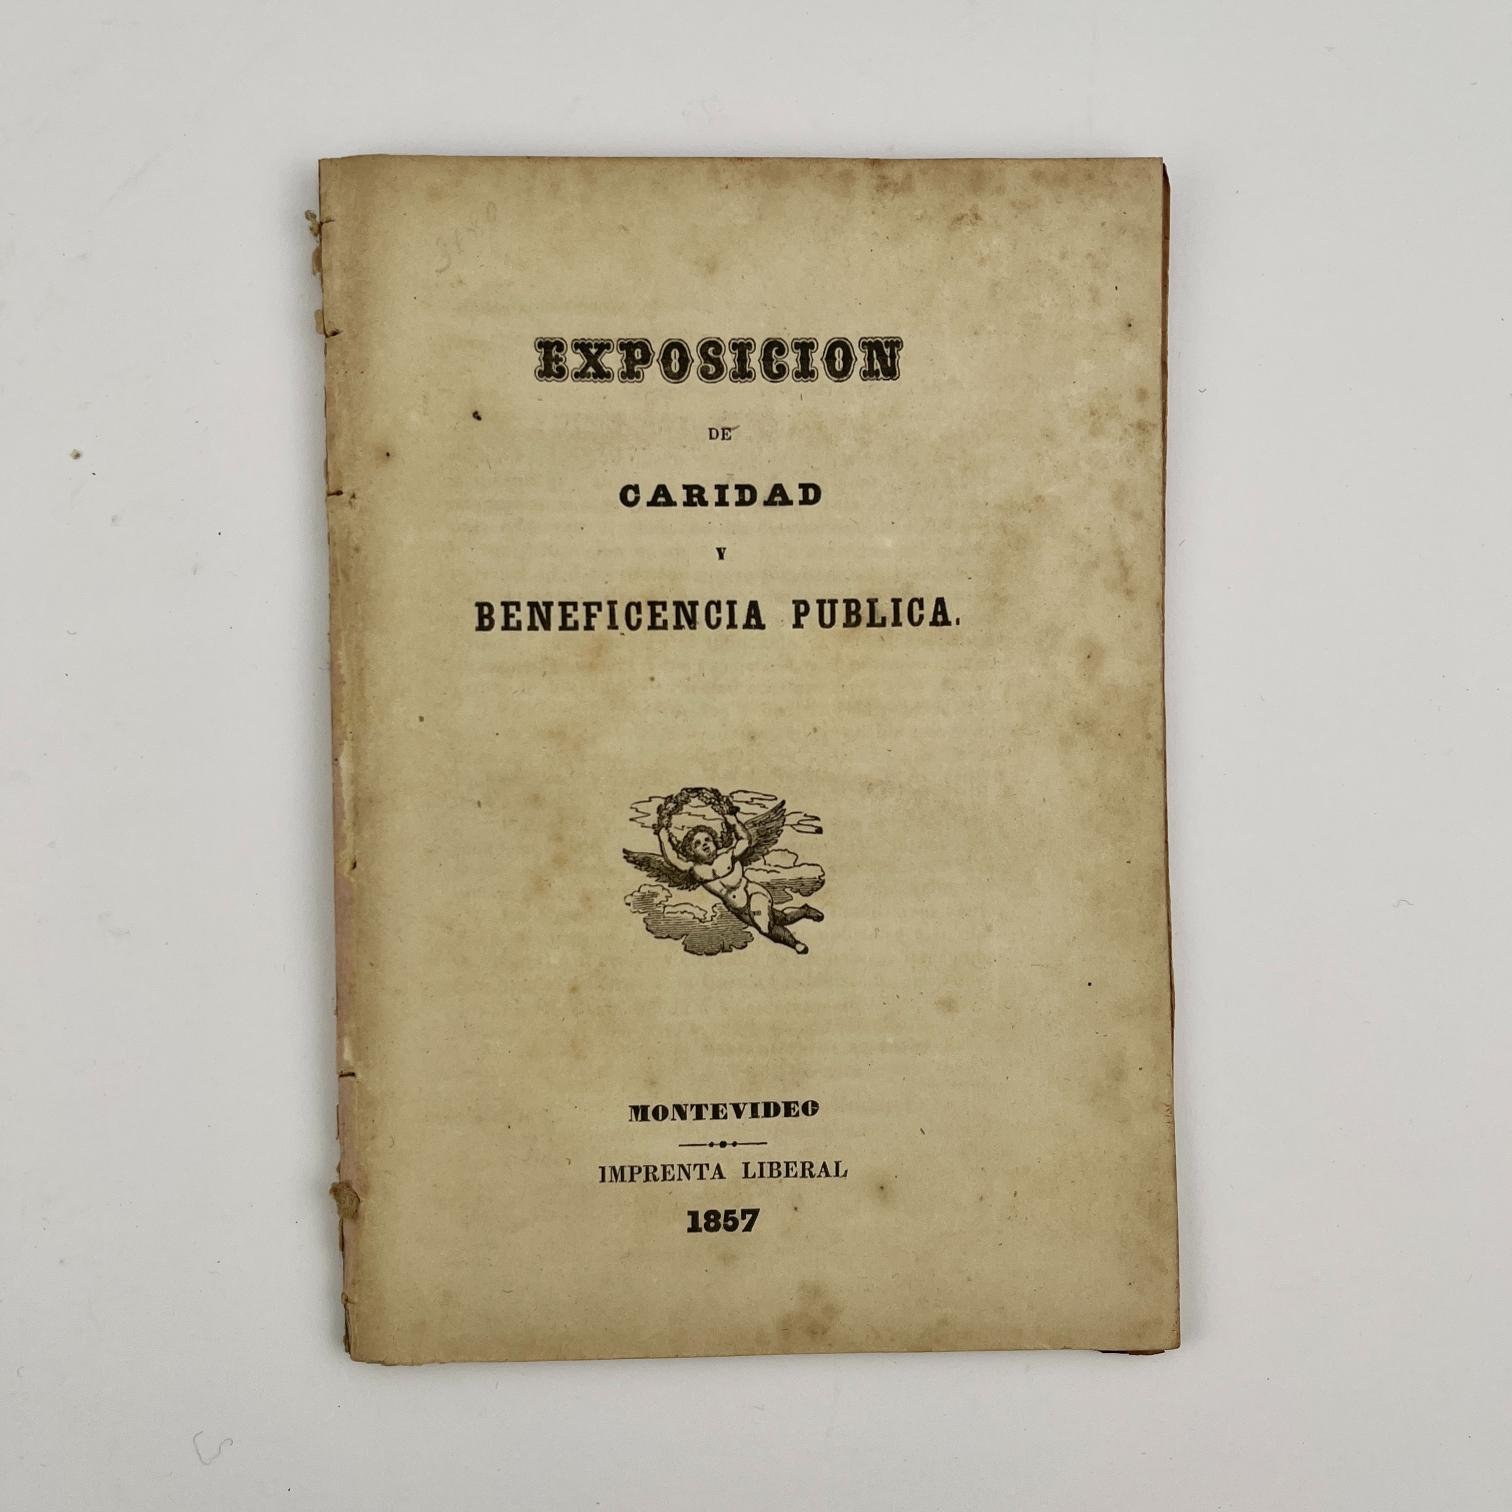 EXPOSICION
DE
CARIDAD
Y
BENEFICENCIA PUBLICA.
MONTEVIDEO
IMPRENTA LIBERAL
1857